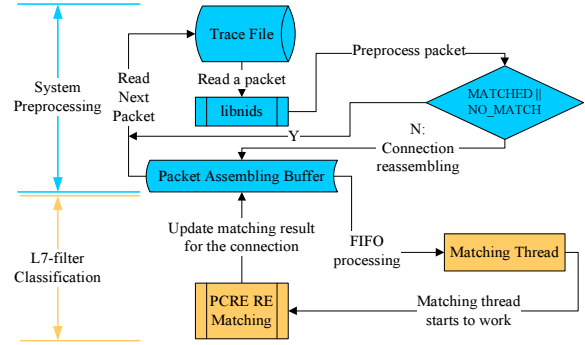 Trace File
Preprocess packet
Read
Next
Packet
Read a packet
System
Preprocessing
libnids
MATCHED ||
NO_MATCH
Y
N:
Connection
reassembling
Packet Assembling Buffer
Update matching result
for the connection
FIFO
processing
Matching Thread
L7-filter
Classification
PCRE RE
Matching
Matching thread
starts to work